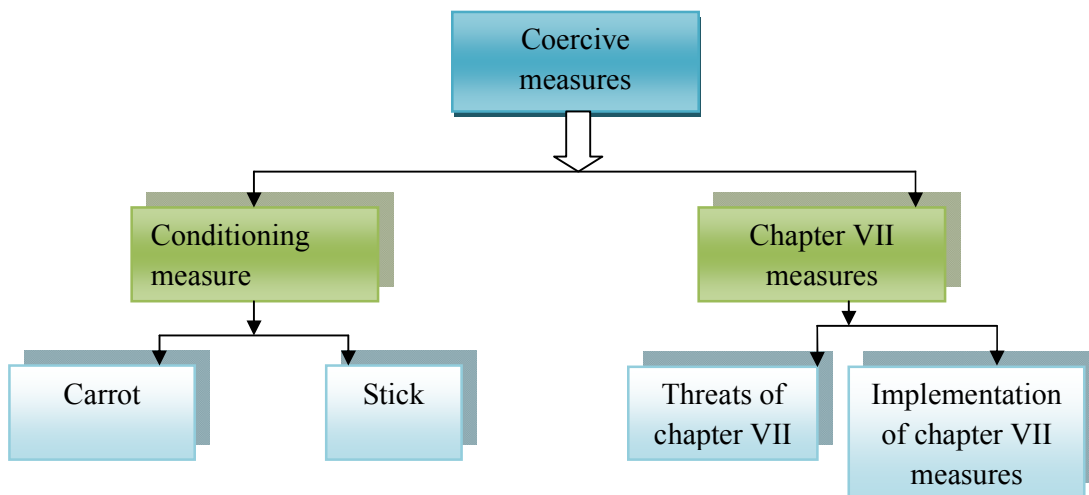 Coercive
measures
Conditioning
measure
Chapter VII
measures
Carrot
Stick
Threats of
chapter VII
Implementation
of chapter VII
measures